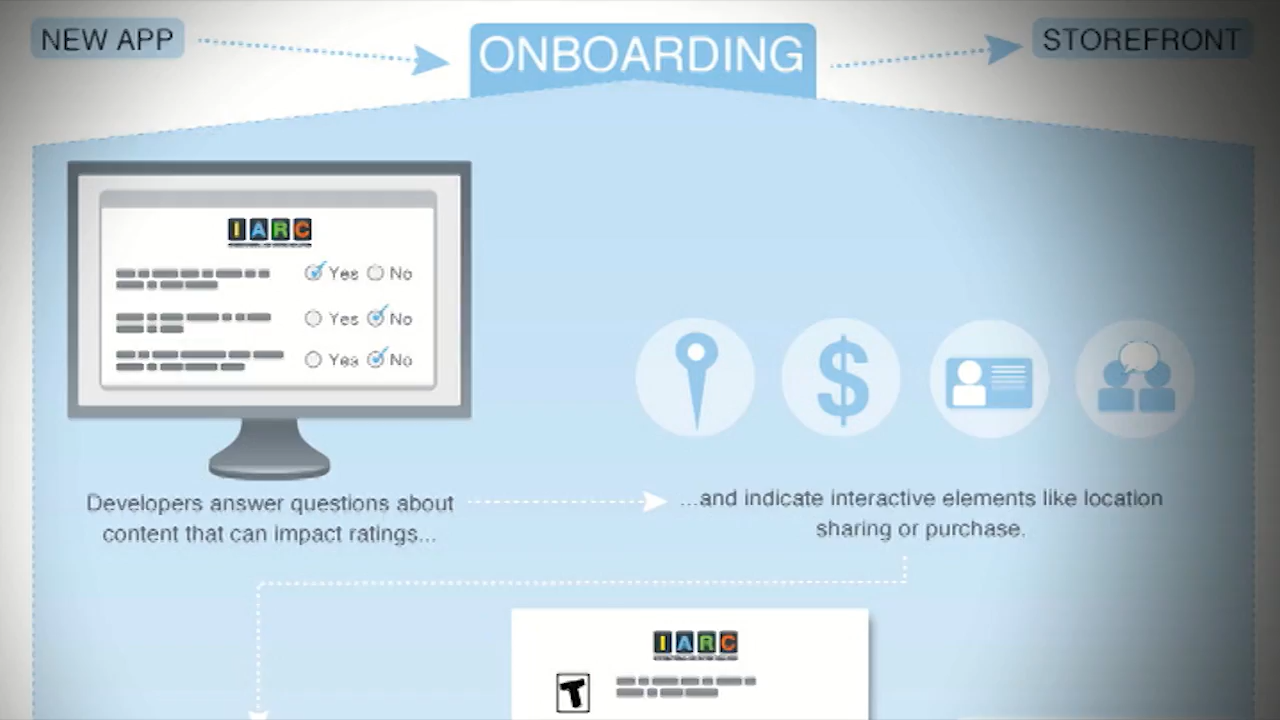 NEW APP
ONBOARDING
STOREFRONT
IARC
Yes No
Yes No
Yes No
Developers answer questions about
content that can impact ratings...
...and indicate interactive elements like location
sharing or purchase.
IARC
T